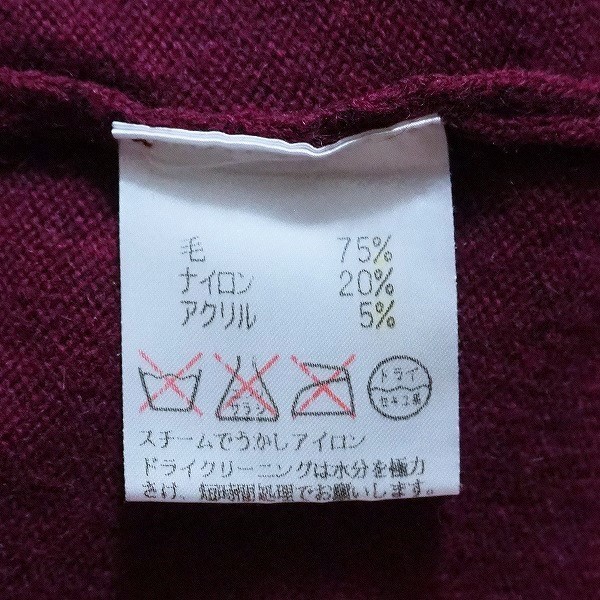 毛 75%
ナイロン 20%
アクリル 5%
サラシ
ドライ
セキユ系
スチームでうかしアイロン
ドライクリーニングは水分を極力
さけ、短時間処理でお願いします。